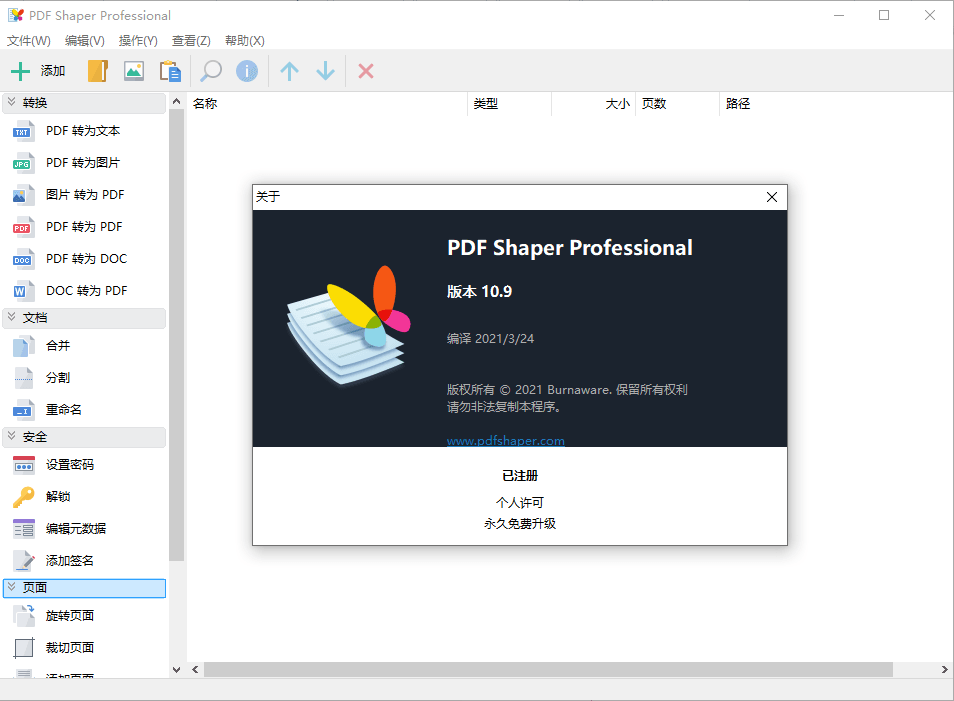 PDF Shaper Professional
文件(W) 编辑(V) 操作(Y) 查看(Z) 帮助(X)
添加
转换
PDF 转为文本
PDF 转为图片
图片 转为 PDF
PDF 转为 PDF
PDF 转为 DOC
DOC 转为 PDF
文档
合并
分割
重命名
安全
设置密码
解锁
编辑元数据
添加签名
页面
旋转页面
裁切页面
名称 类型 大小 页数 路径
关于
PDF Shaper Professional
版本 10.9
编译 2021/3/24
版权所有 © 2021 Burnaware. 保留所有权利
请勿非法复制本程序。
www.pdfshaper.com
已注册
个人许可
永久免费升级